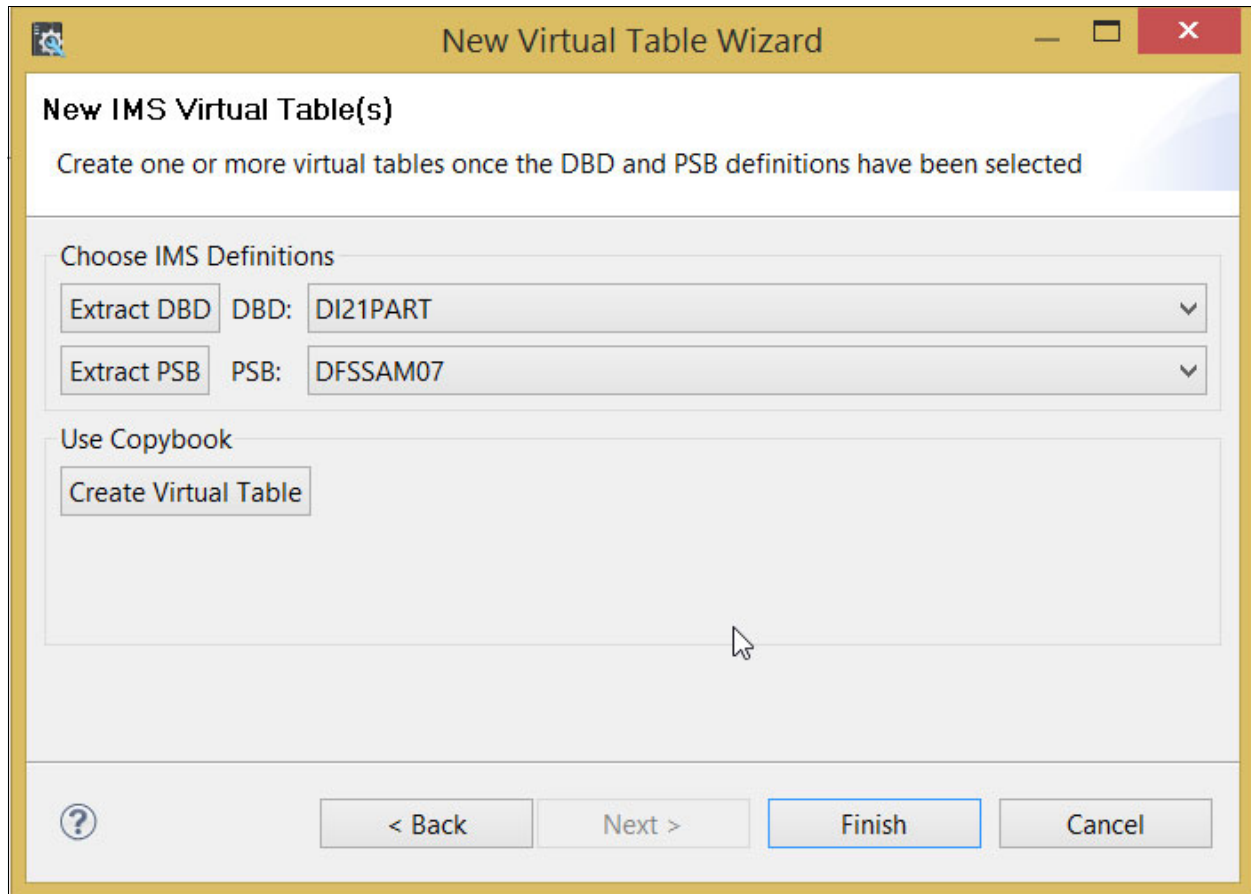 New Virtual Table Wizard
New IMS Virtual Table(s)
Create one or more virtual tables once the DBD and PSB definitions have been selected
Choose IMS Definitions
Extract DBD DBD: DI21PART
Extract PSB PSB: DFSSAM07
Use Copybook
Create Virtual Table
? < Back Next > Finish Cancel